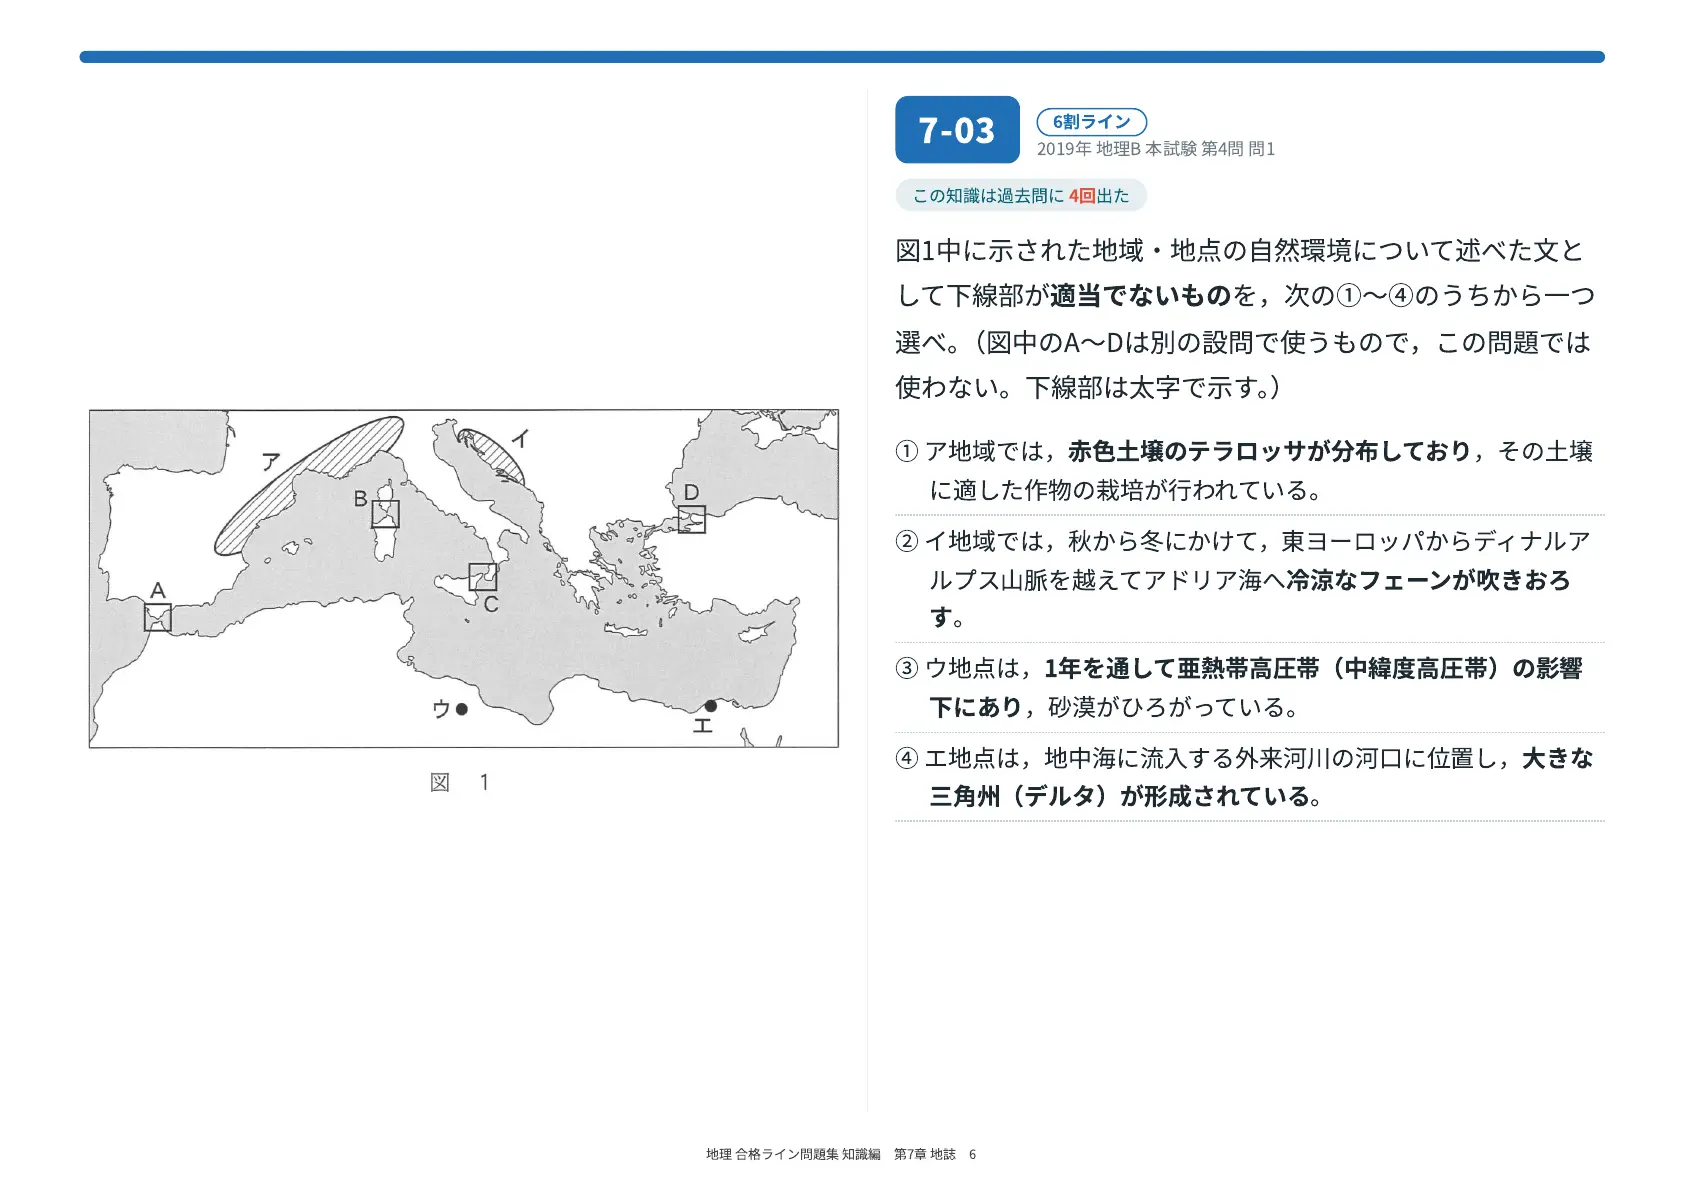 7-03
6割ライン
2019年 地理B 本試験 第4問 問1
この知識は過去問に 4回出た
図1中に示された地域・地点の自然環境について述べた文と
して下線部が適当でないものを，次の①〜④のうちから一つ
選べ。（図中のA〜Dは別の設問で使うもので，この問題では
使わない。下線部は太字で示す。）
① ア地域では，赤色土壌のテラロッサが分布しており，その土壌
に適した作物の栽培が行われている。
② イ地域では，秋から冬にかけて，東ヨーロッパからディナルア
ルプス山脈を越えてアドリア海へ冷涼なフェーンが吹きおろ
す。
③ ウ地点は，1年を通して亜熱帯高圧帯（中緯度高圧帯）の影響
下にあり，砂漠がひろがっている。
④ エ地点は，地中海に流入する外来河川の河口に位置し，大きな
三角州（デルタ）が形成されている。
ア
イ
B
D
A
C
ウ
エ
図 1
地理 合格ライン問題集 知識編 第7章 地誌 6